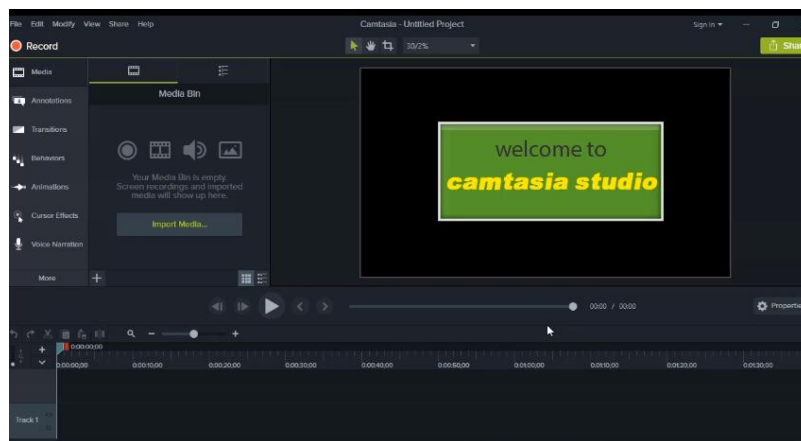 File Edit Modify View Share Help
Camtasia - Untitled Project
Sign In
Record
Media
Annotations
Transitions
Behaviors
Animations
Cursor Effects
Voice Narration
More
Media Bin
Your Media Bin is empty.
Screen recordings and imported
media will show up here.
Import Media...
welcome to
camtasia studio
00:00 / 00:00
Propertie
0:00:00;00
0:00:00;00 0:00:10;00 0:00:20;00 0:00:30;00 0:00:40;00 0:00:50;00 0:01:00;00 0:01:10;00 0:01:20;00 0:01:30;00
Track 1